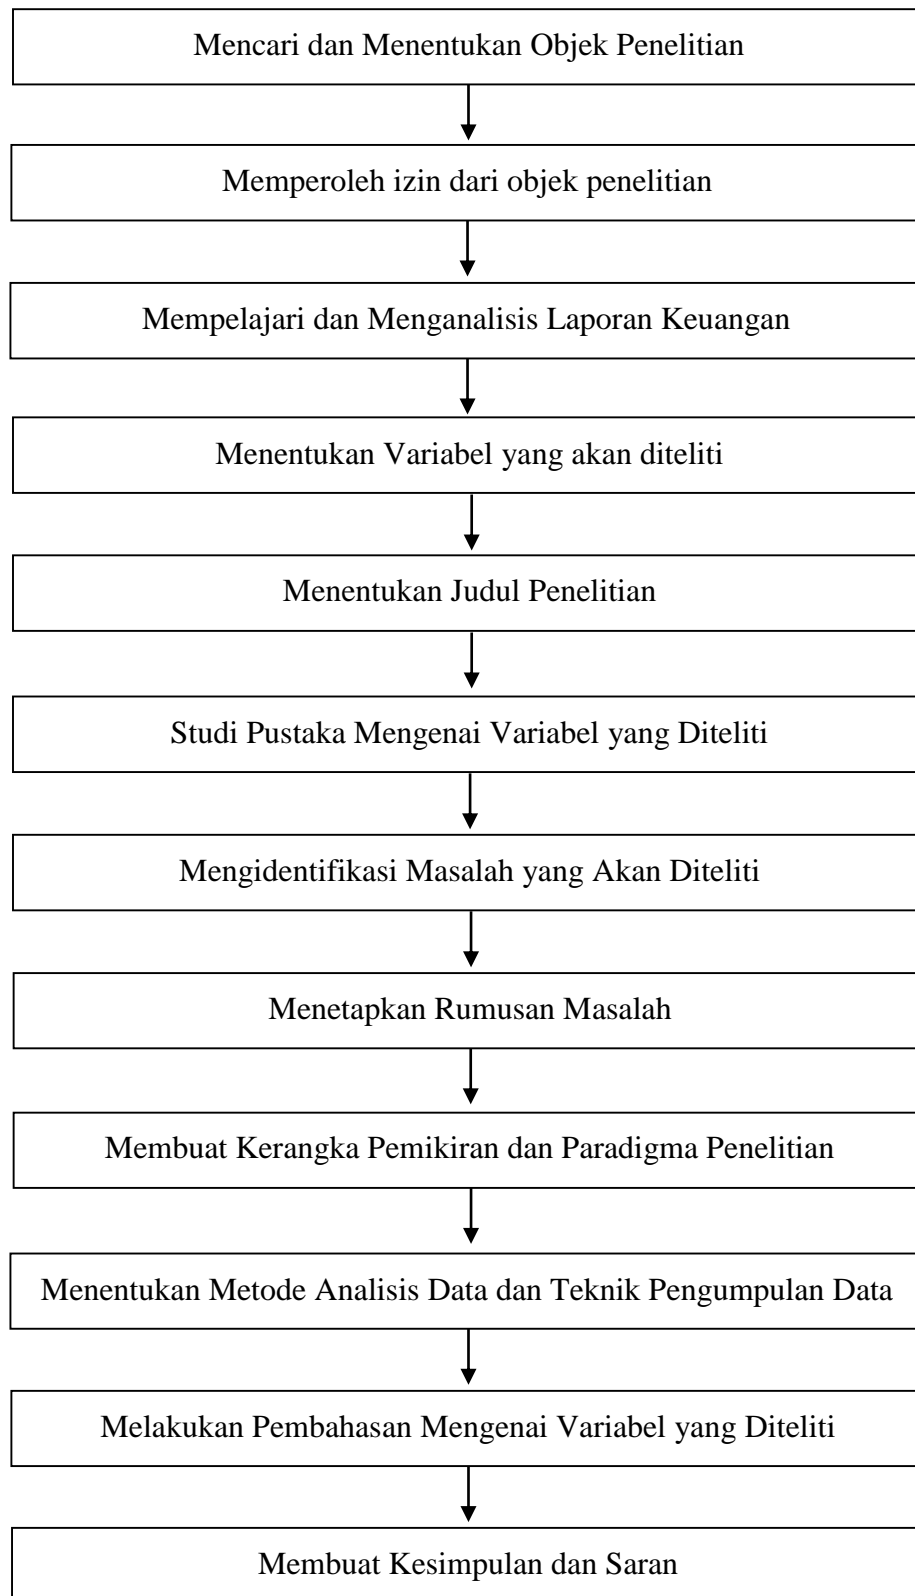 Mencari dan Menentukan Objek Penelitian
Memperoleh izin dari objek penelitian
Mempelajari dan Menganalisis Laporan Keuangan
Menentukan Variabel yang akan diteliti
Menentukan Judul Penelitian
Studi Pustaka Mengenai Variabel yang Diteliti
Mengidentifikasi Masalah yang Akan Diteliti
Menetapkan Rumusan Masalah
Membuat Kerangka Pemikiran dan Paradigma Penelitian
Menentukan Metode Analisis Data dan Teknik Pengumpulan Data
Melakukan Pembahasan Mengenai Variabel yang Diteliti
Membuat Kesimpulan dan Saran